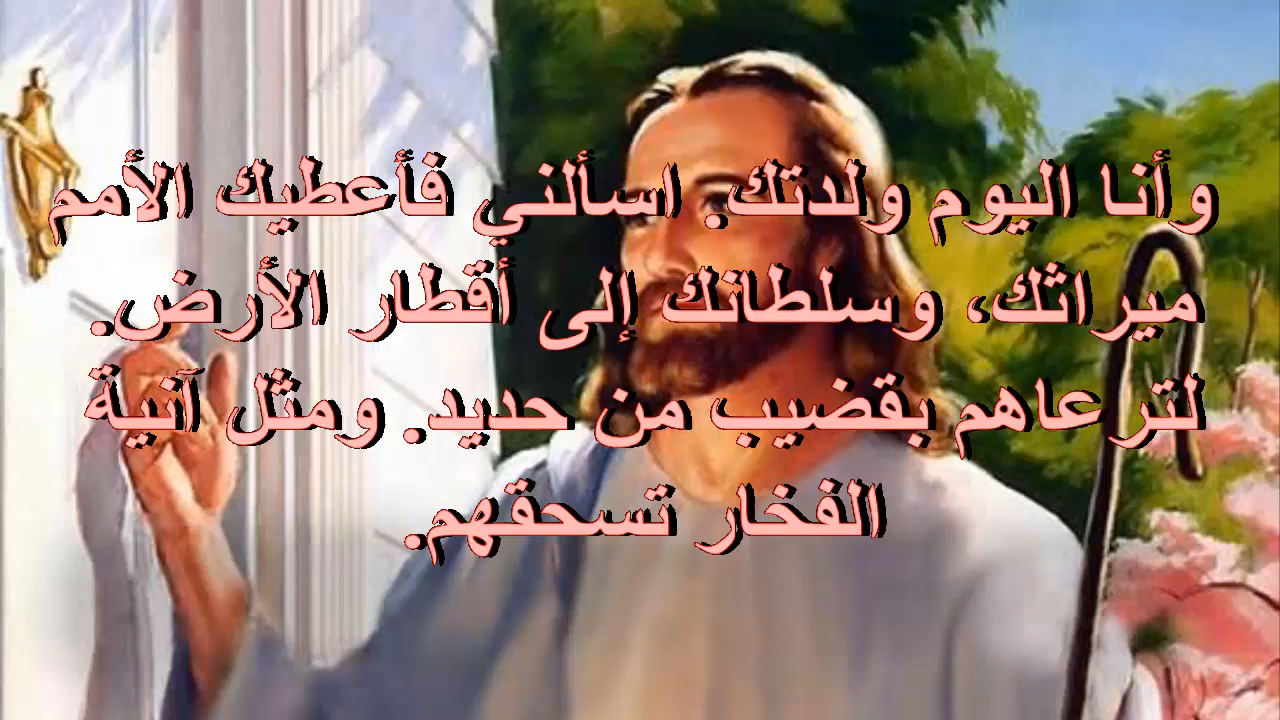 وأنا اليوم ولدتك. اسألني فأعطيك الأمم
ميراثك، وسلطانك إلى أقطار الأرض.
لترعاهم بقضيب من حديد. ومثل آنية
الفخار تسحقهم.